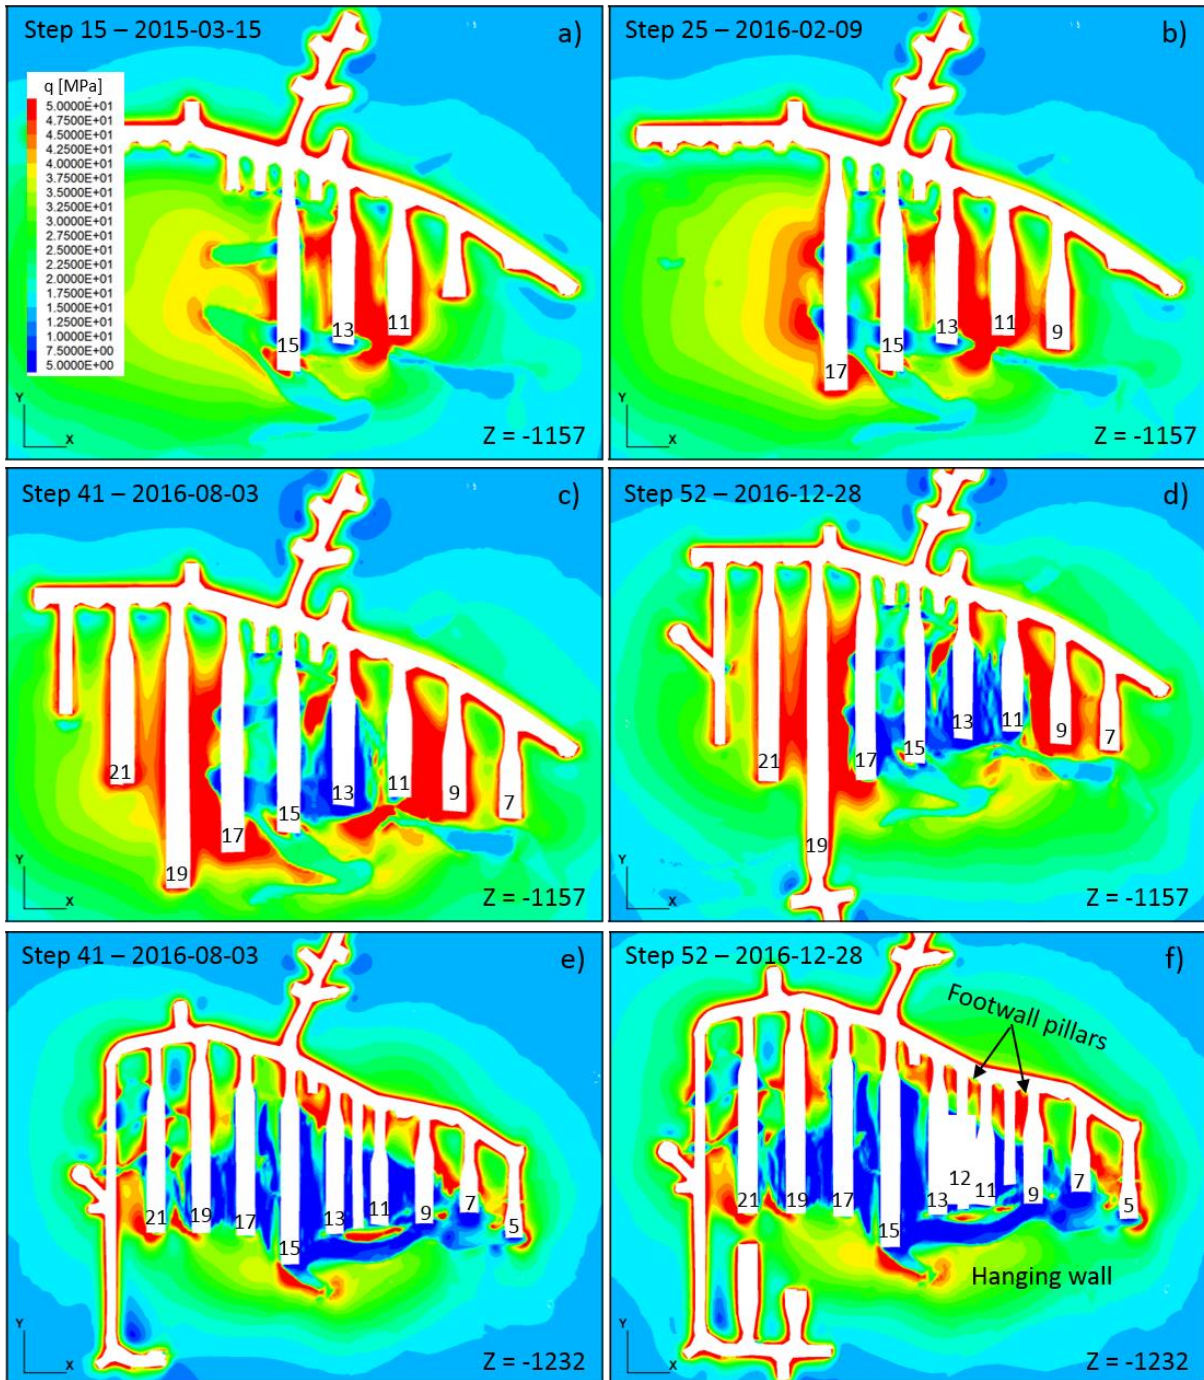 Step 15 – 2015-03-15
a)
q [MPa]
5.0000E+01
4.7500E+01
4.5000E+01
4.2500E+01
4.0000E+01
3.7500E+01
3.5000E+01
3.2500E+01
3.0000E+01
2.7500E+01
2.5000E+01
2.2500E+01
2.0000E+01
1.7500E+01
1.5000E+01
1.2500E+01
1.0000E+01
7.5000E+00
5.0000E+00
15
13
11
Y
X
Z = -1157
Step 25 – 2016-02-09
b)
17
15
13
11
9
Y
X
Z = -1157
Step 41 – 2016-08-03
c)
21
19
17
15
13
11
9
7
Y
X
Z = -1157
Step 52 – 2016-12-28
d)
21
19
17
15
13
11
9
7
Y
X
Z = -1157
Step 41 – 2016-08-03
e)
21
19
17
15
13
11
9
7
5
Y
X
Z = -1232
Step 52 – 2016-12-28
f)
Footwall pillars
21
19
17
15
13
12
11
9
7
5
Hanging wall
Y
X
Z = -1232